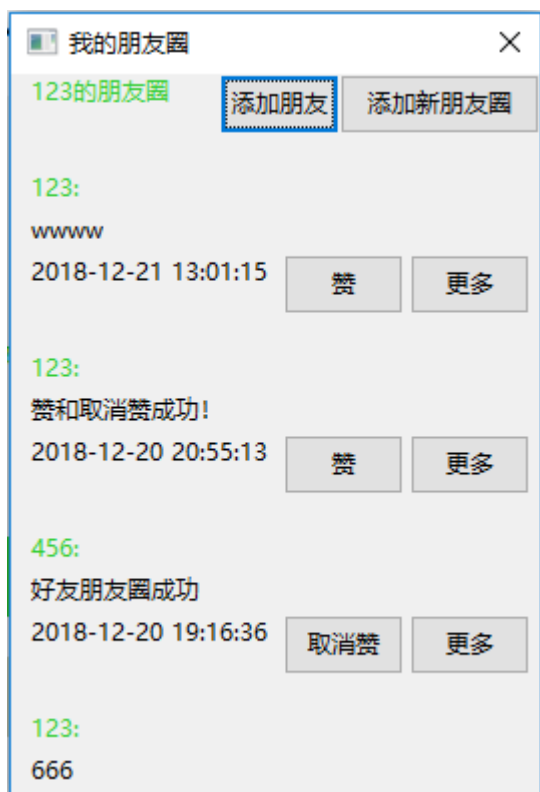 我的朋友圈
123的朋友圈 添加朋友 添加新朋友圈
123:
wwww
2018-12-21 13:01:15 赞 更多
123:
赞和取消赞成功!
2018-12-20 20:55:13 赞 更多
456:
好友朋友圈成功
2018-12-20 19:16:36 取消赞 更多
123:
666